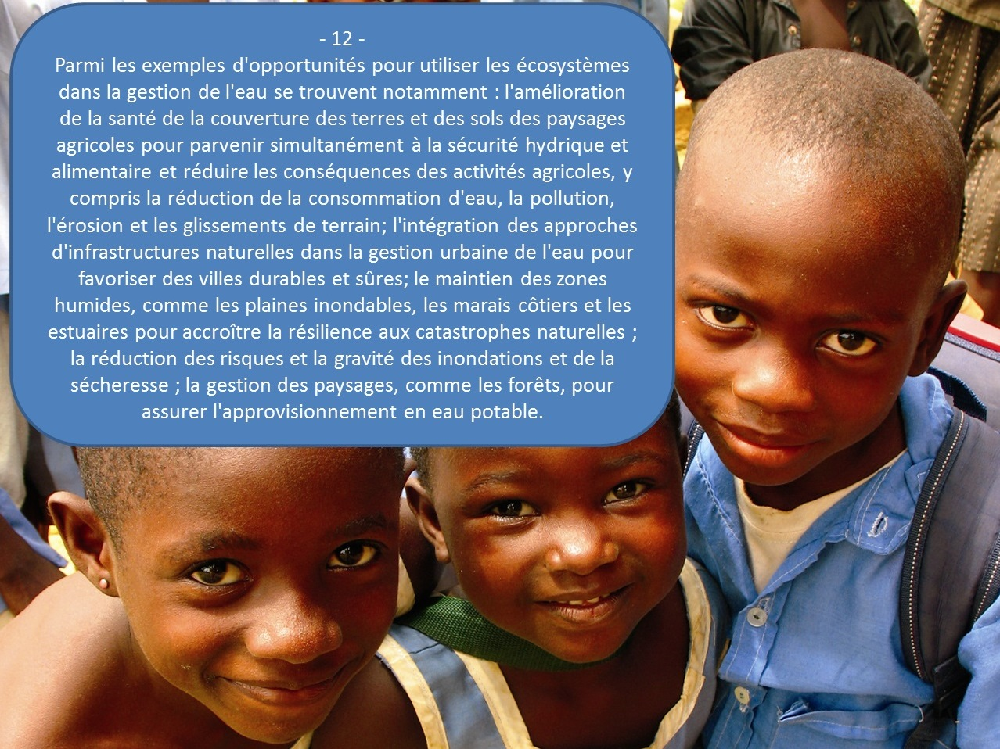 - 12 -
Parmi les exemples d'opportunités pour utiliser les écosystèmes
dans la gestion de l'eau se trouvent notamment : l'amélioration
de la santé de la couverture des terres et des sols des paysages
agricoles pour parvenir simultanément à la sécurité hydrique et
alimentaire et réduire les conséquences des activités agricoles, y
compris la réduction de la consommation d'eau, la pollution,
l'érosion et les glissements de terrain; l'intégration des approches
d'infrastructures naturelles dans la gestion urbaine de l'eau pour
favoriser des villes durables et sûres; le maintien des zones
humides, comme les plaines inondables, les marais côtiers et les
estuaires pour accroître la résilience aux catastrophes naturelles ;
la réduction des risques et la gravité des inondations et de la
sécheresse ; la gestion des paysages, comme les forêts, pour
assurer l'approvisionnement en eau potable.